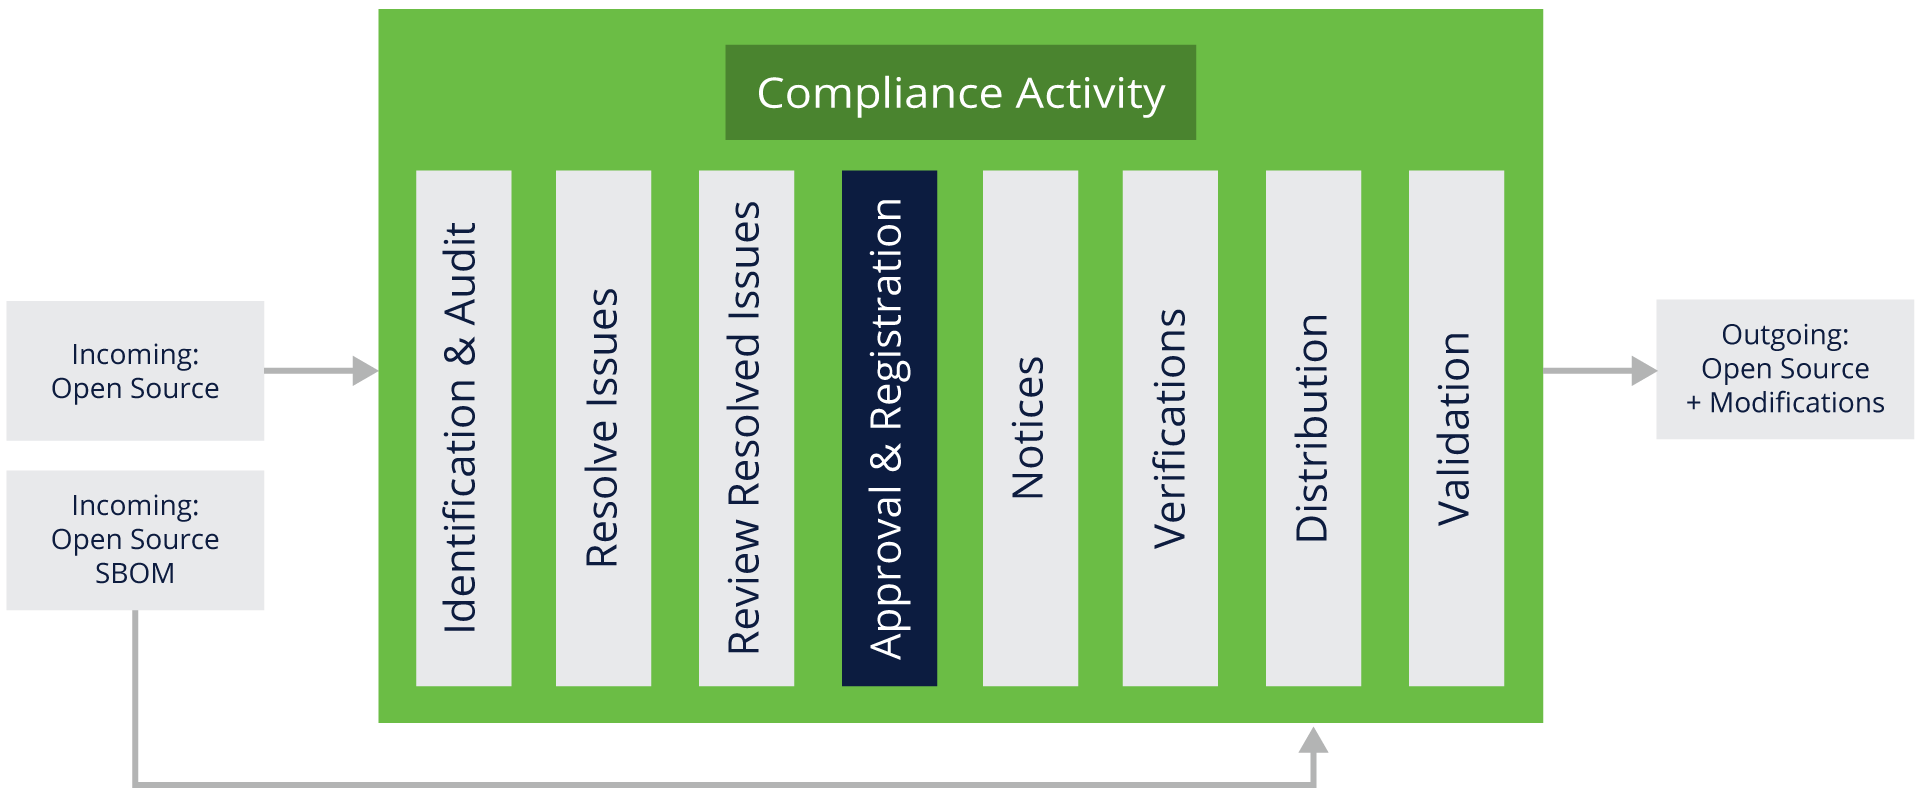 Compliance Activity
Incoming:
Open Source
Incoming:
Open Source
SBOM
Identification & Audit
Resolve Issues
Review Resolved Issues
Approval & Registration
Notices
Verifications
Distribution
Validation
Outgoing:
Open Source
+ Modifications